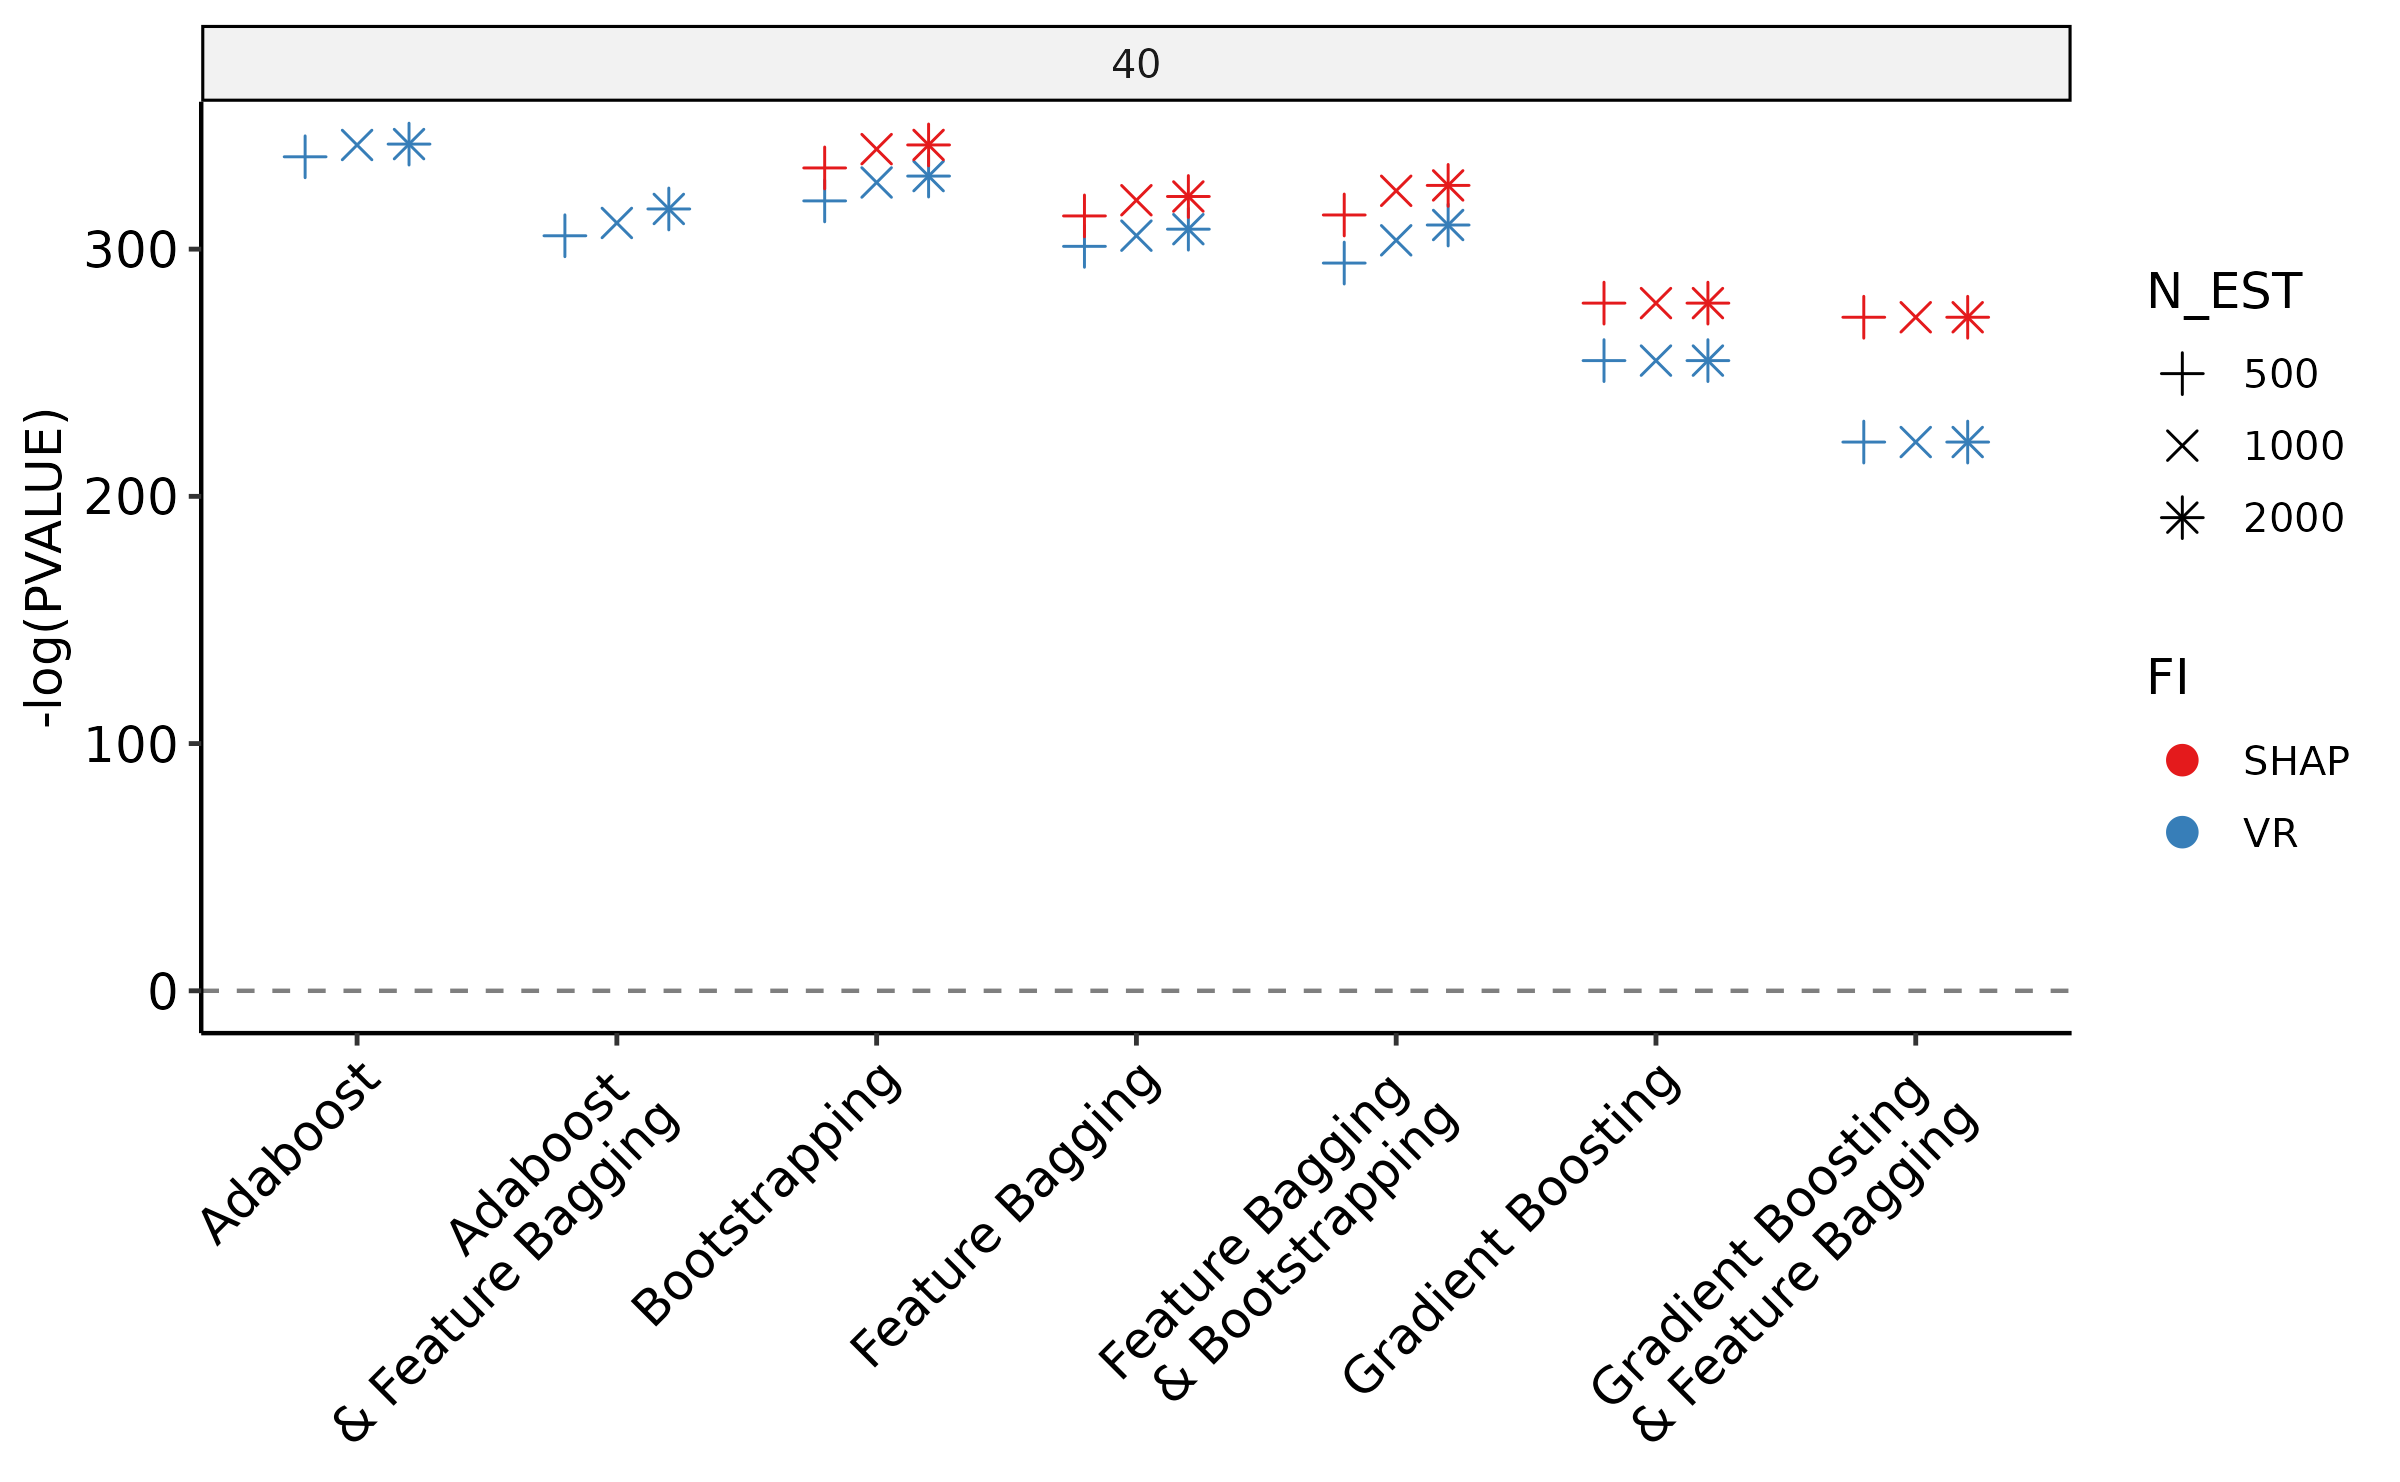 40
-log(PVALUE)
300
200
100
0
Adaboost
Adaboost
& Feature Bagging
Bootstrapping
Feature Bagging
Feature Bagging
& Bootstrapping
Gradient Boosting
Gradient Boosting
& Feature Bagging
N_EST
500
1000
2000
FI
SHAP
VR